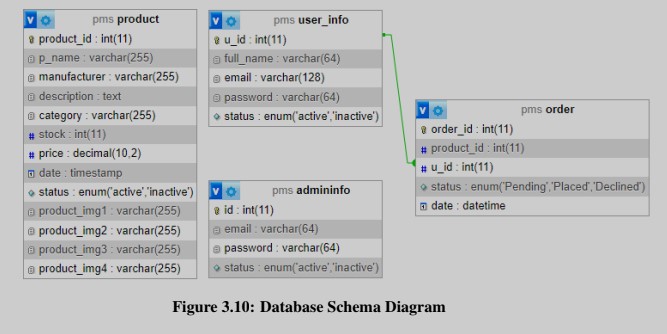 pms product
product_id : int(11)
p_name : varchar(255)
manufacturer : varchar(255)
description : text
category : varchar(255)
stock : int(11)
price : decimal(10,2)
date : timestamp
status : enum('active','inactive')
product_img1 : varchar(255)
product_img2 : varchar(255)
product_img3 : varchar(255)
product_img4 : varchar(255)
pms user_info
u_id : int(11)
full_name : varchar(64)
email : varchar(128)
password : varchar(64)
status : enum('active','inactive')
pms admininfo
id : int(11)
email : varchar(64)
password : varchar(64)
status : enum('active','inactive')
pms order
order_id : int(11)
product_id : int(11)
u_id : int(11)
status : enum('Pending','Placed','Declined')
date : datetime
Figure 3.10: Database Schema Diagram